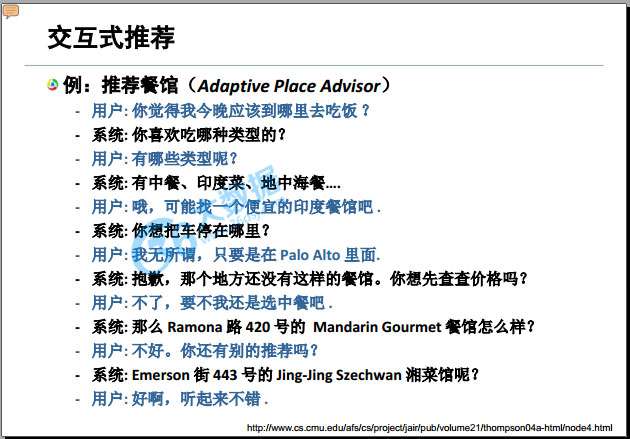 交互式推荐
例：推荐餐馆（Adaptive Place Advisor）
- 用户: 你觉得我今晚应该到哪里去吃饭？
- 系统: 你喜欢吃哪种类型的?
- 用户: 有哪些类型呢?
- 系统: 有中餐、印度菜、地中海餐....
- 用户: 哦，可能找一个便宜的印度餐馆吧 .
- 系统: 你想把车停在哪里?
- 用户: 我无所谓，只要是在 Palo Alto 里面.
- 系统: 抱歉，那个地方还没有这样的餐馆。你想先查查价格吗?
- 用户: 不了，要不我还是选中餐吧 .
- 系统: 那么 Ramona 路 420 号的 Mandarin Gourmet 餐馆怎么样?
- 用户: 不好。你还有别的推荐吗?
- 系统: Emerson 街 443 号的 Jing-Jing Szechwan 湘菜馆呢?
- 用户: 好啊，听起来不错 .
http://www.cs.cmu.edu/afs/cs/project/jair/pub/volume21/thompson04a-html/node4.html
大数据